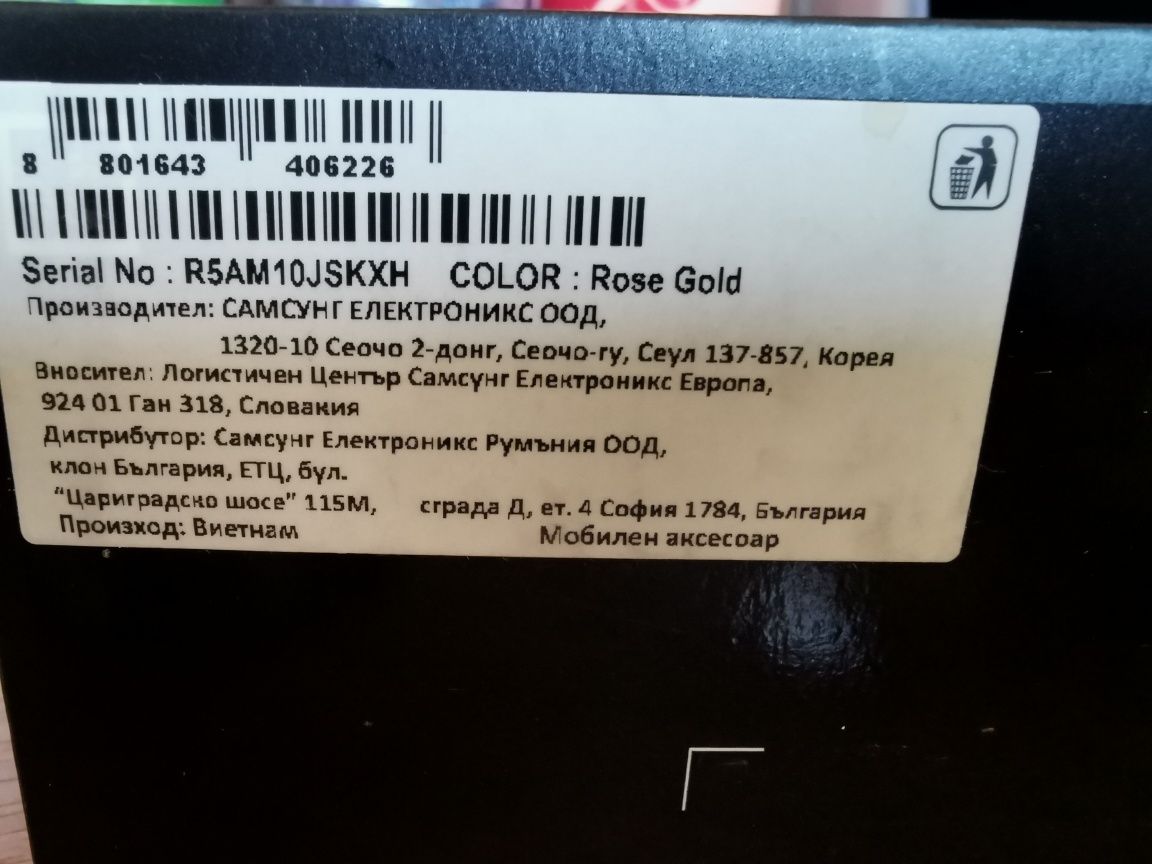 8 801643 406226
Serial No : R5AM10JSKXH COLOR : Rose Gold
Производител: САМСУНГ ЕЛЕКТРОНИКС ООД,
1320-10 Сеочо 2-донг, Сеочо-гу, Сеул 137-857, Корея
Вносител: Логистичен Център Самсунг Електроникс Европа,
924 01 Ган 318, Словакия
Дистрибутор: Самсунг Електроникс Румъния ООД,
клон България, ЕТЦ, бул.
“Цариградско шосе” 115М, сграда Д, ет. 4 София 1784, България
Произход: Виетнам Мобилен аксесоар